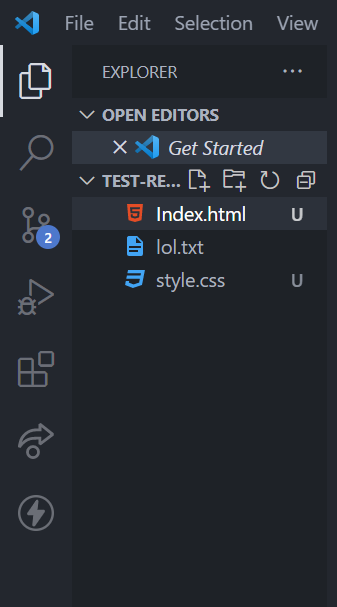 File Edit Selection View
EXPLORER ...
OPEN EDITORS
Get Started
TEST-RE...
Index.html U
lol.txt
2
style.css U